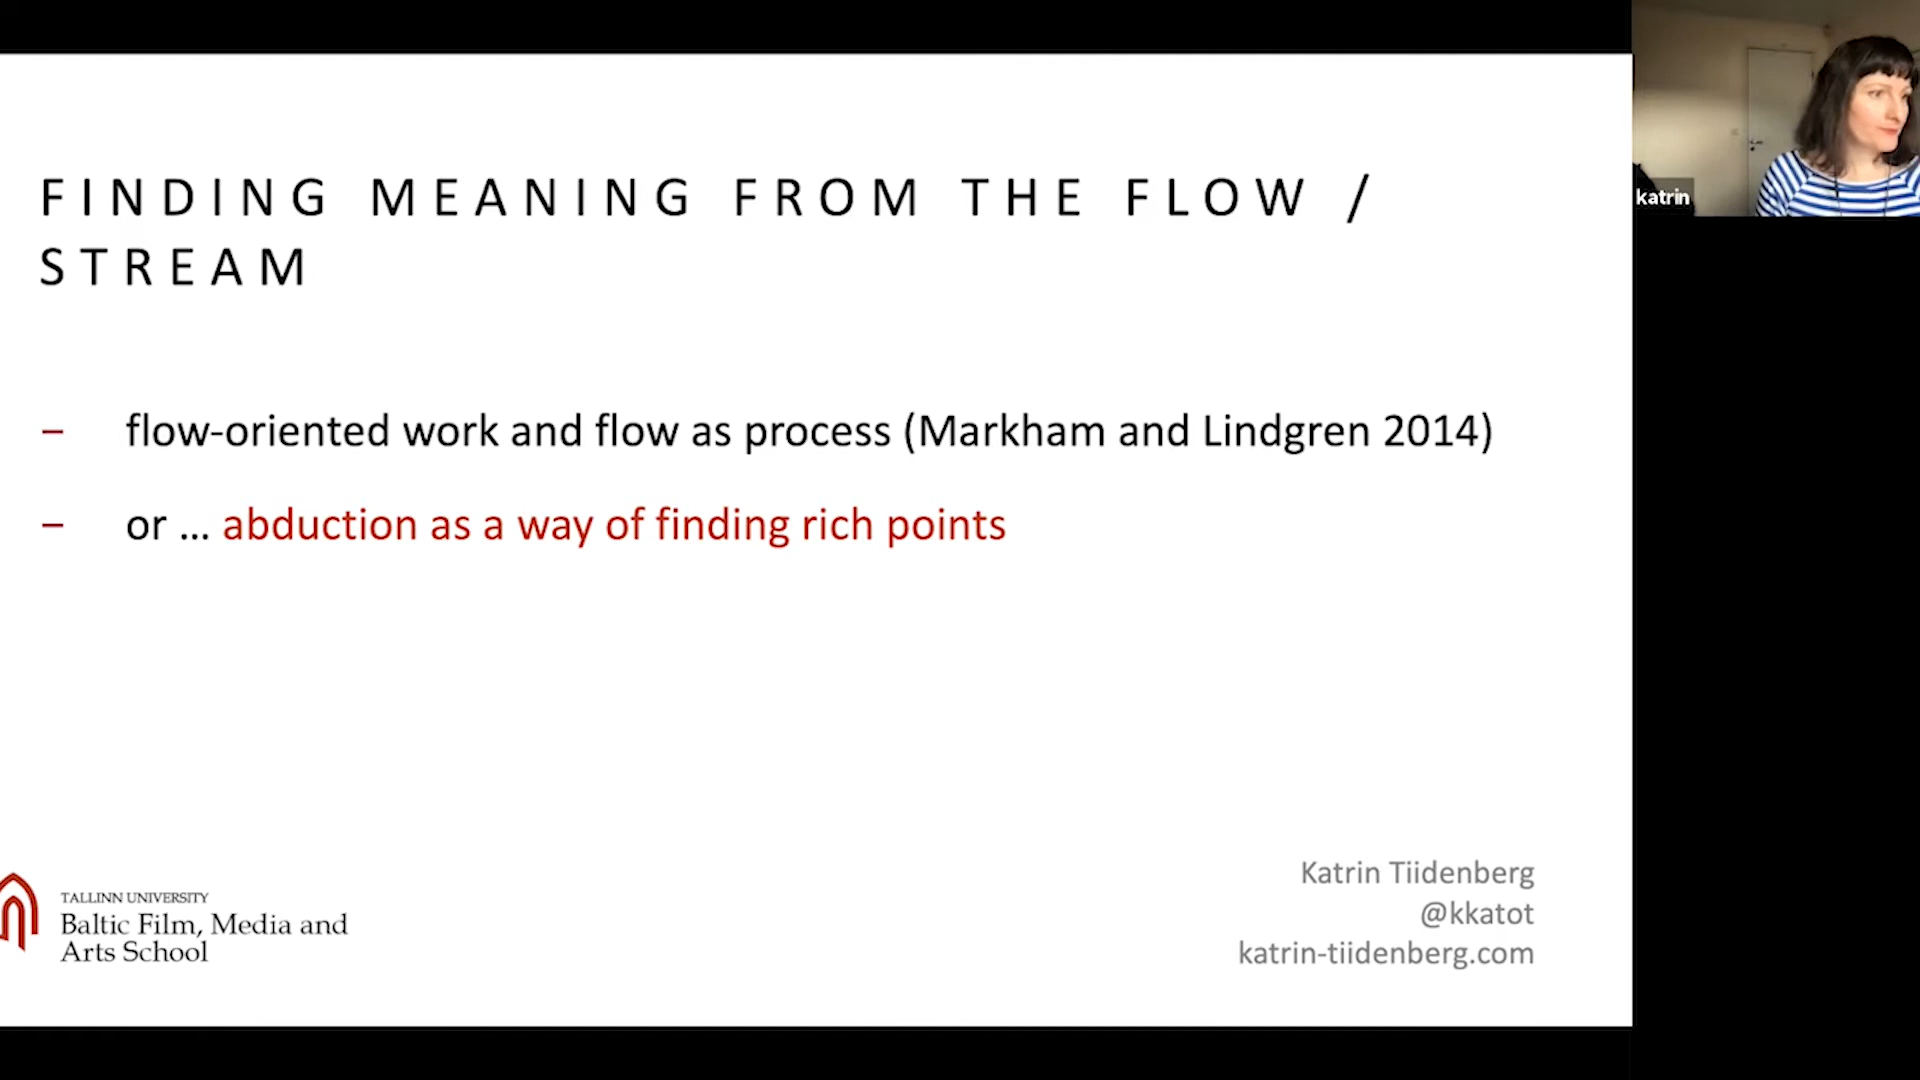 FINDING MEANING FROM THE FLOW /
STREAM
– flow-oriented work and flow as process (Markham and Lindgren 2014)
– or ... abduction as a way of finding rich points
TALLINN UNIVERSITY
Baltic Film, Media and
Arts School
Katrin Tiidenberg
@kkatot
katrin-tiidenberg.com
katrin